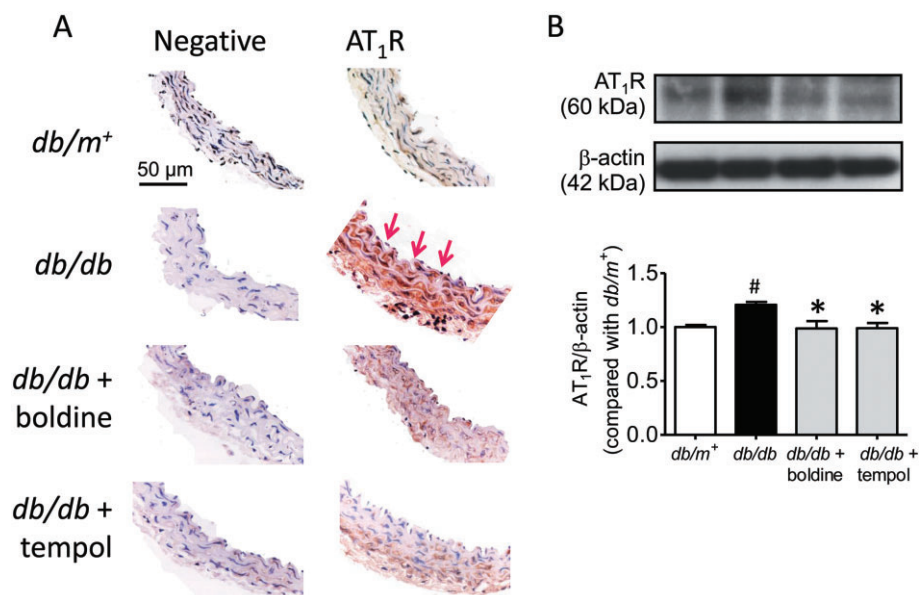 A
Negative
AT₁R
db/m⁺
50 µm
db/db
db/db +
boldine
db/db +
tempol
B
AT₁R
(60 kDa)
β-actin
(42 kDa)
AT₁R/β-actin
(compared with db/m⁺)
1.5
1.0
0.5
0.0
#
*
*
db/m⁺
db/db
db/db +
boldine
db/db +
tempol